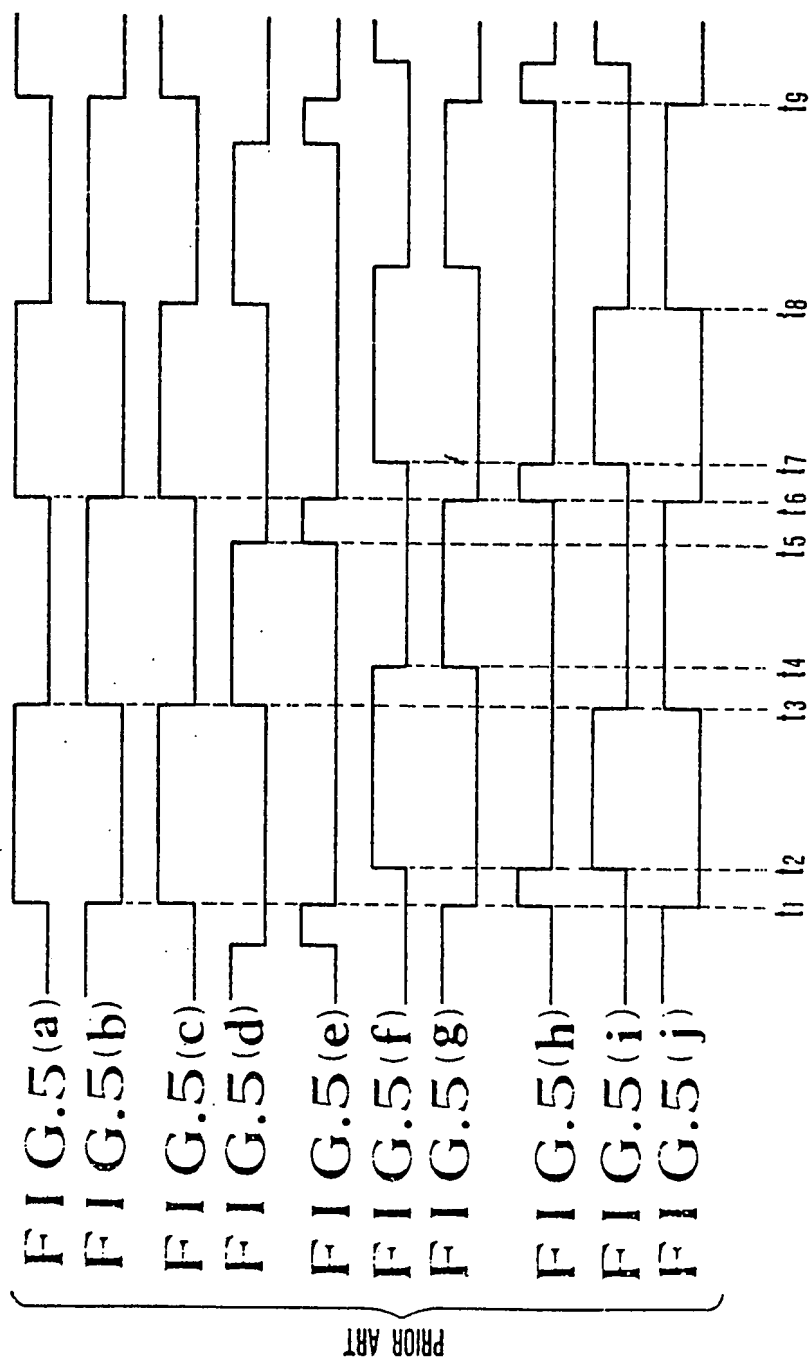 PRIOR ART
FIG.5(a)
FIG.5(b)
FIG.5(c)
FIG.5(d)
FIG.5(e)
FIG.5(f)
FIG.5(g)
FIG.5(h)
FIG.5(i)
FIG.5(j)
t1 t2 t3 t4 t5 t6 t7 t8 t9